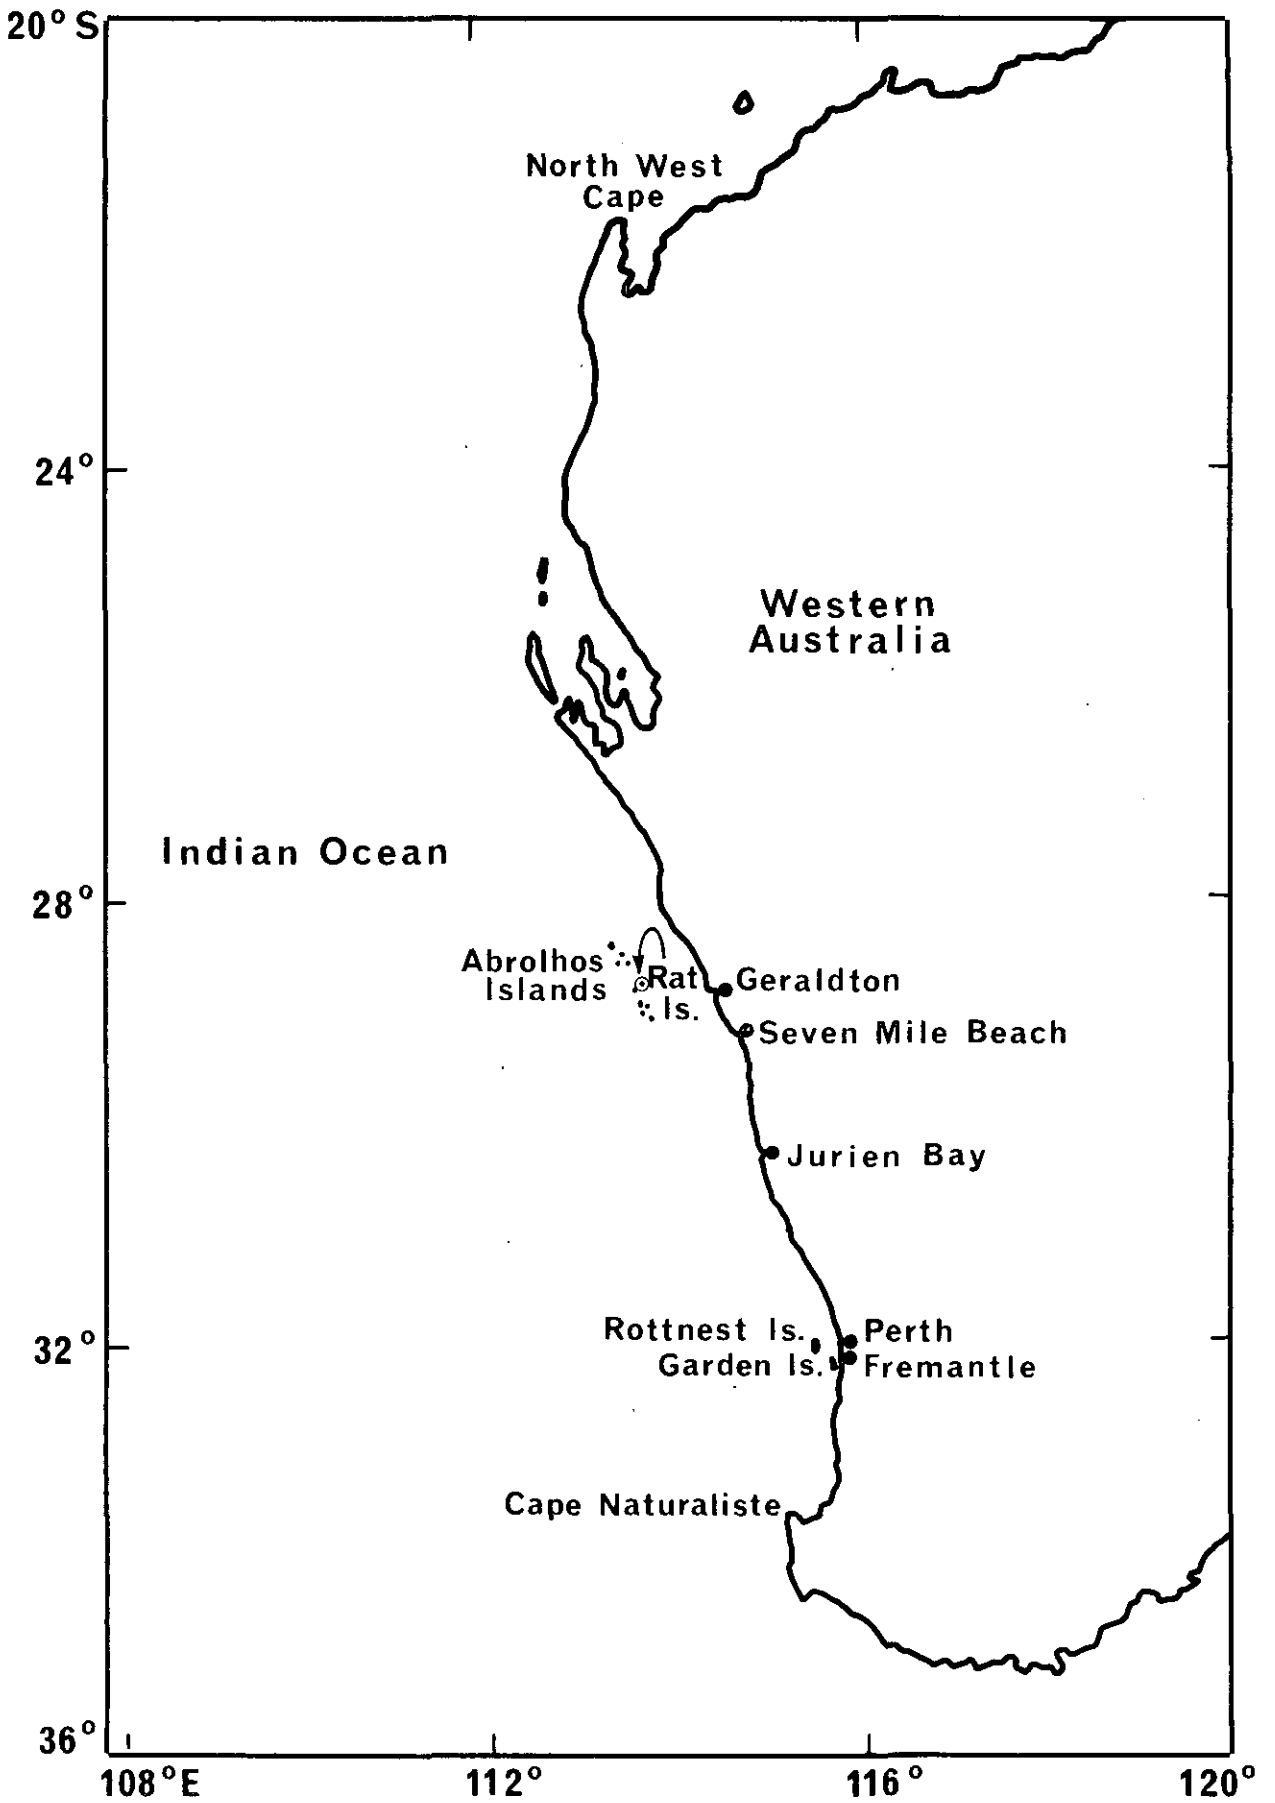 20° S
North West
Cape
24°
Western
Australia
Indian Ocean
28°
Abrolhos
Islands
Rat
Is.
Geraldton
Seven Mile Beach
Jurien Bay
Rottnest Is.
Perth
32°
Garden Is.
Fremantle
Cape Naturaliste
36°
108°E
112°
116°
120°